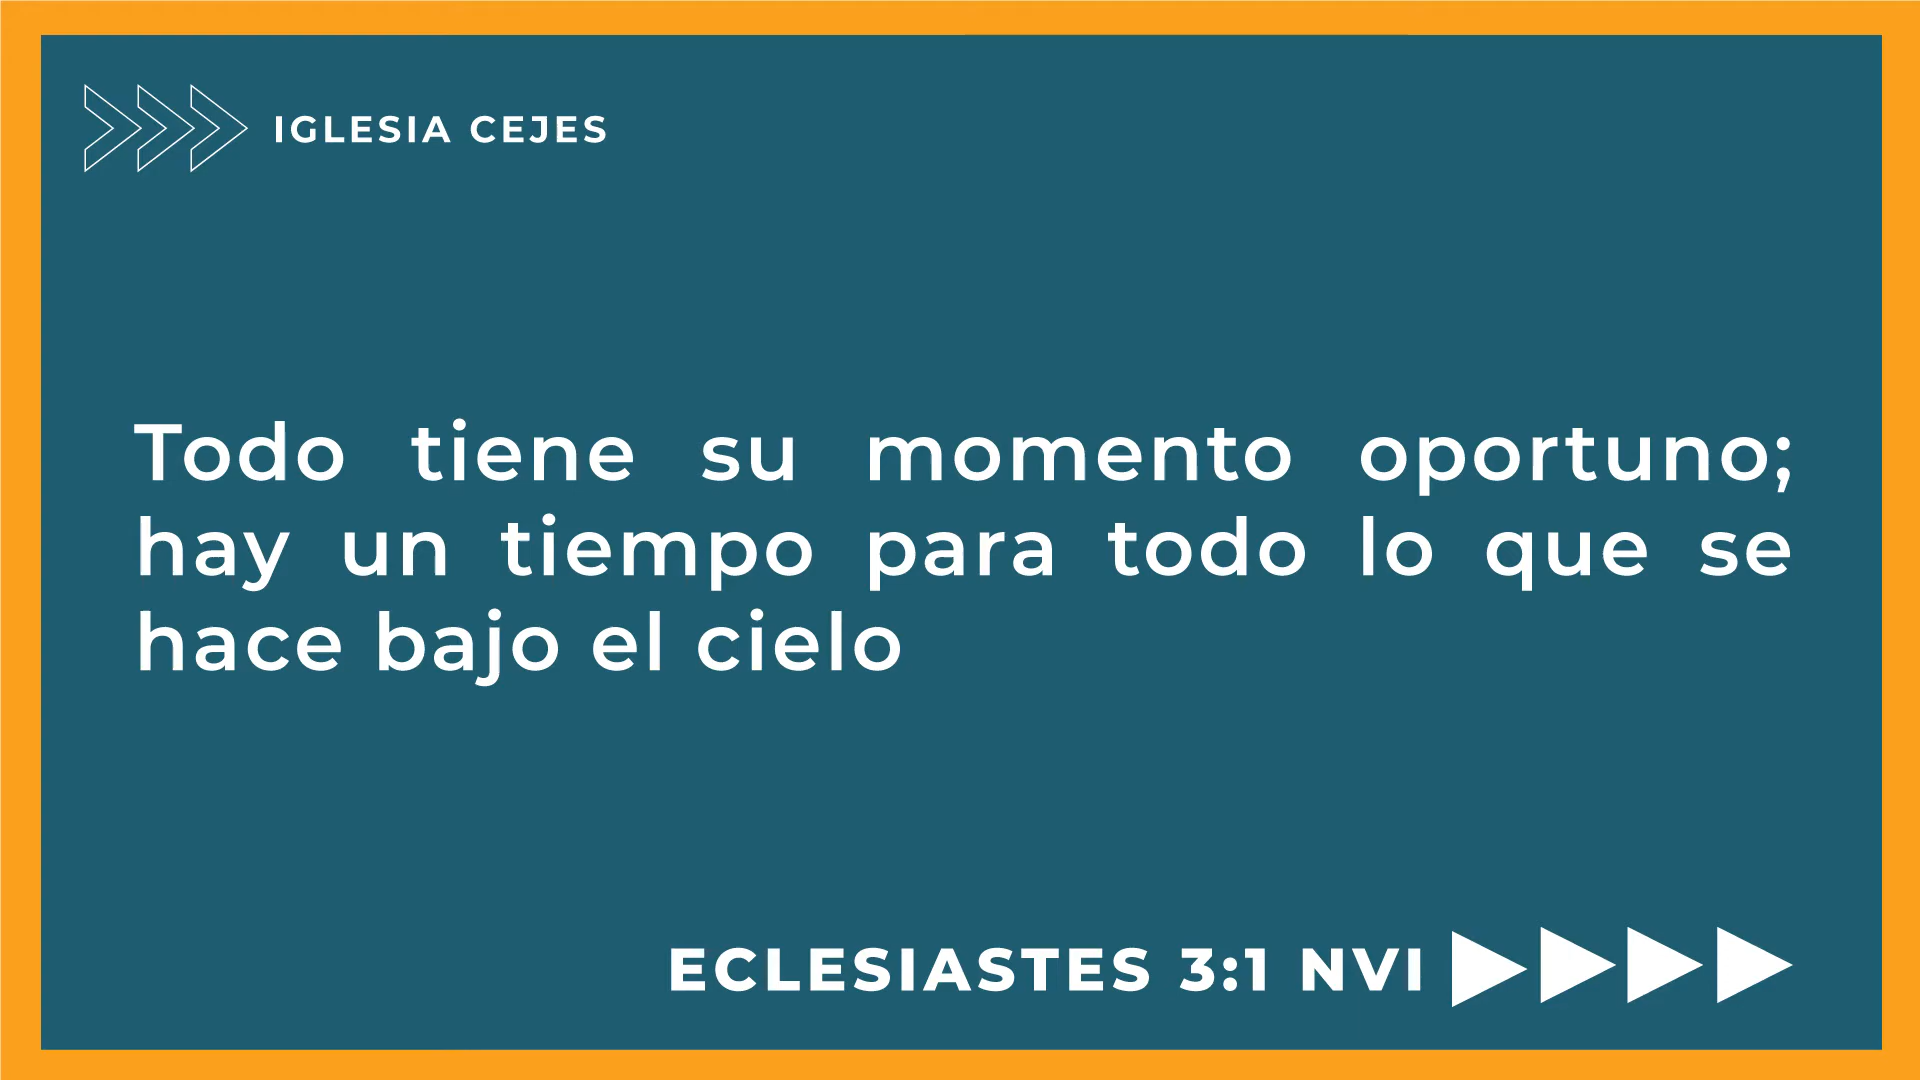 IGLESIA CEJES
Todo tiene su momento oportuno;
hay un tiempo para todo lo que se
hace bajo el cielo
ECLESIASTES 3:1 NVI